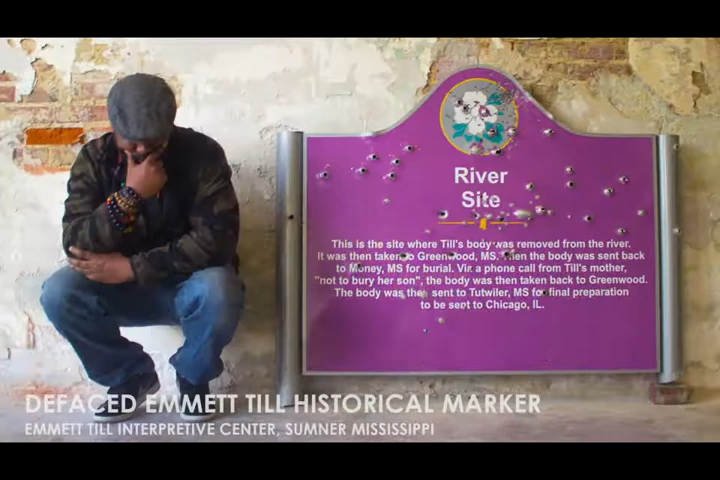 River
Site
This is the site where Till's body was removed from the river.
It was then taken to Greenwood, MS. Then the body was sent back
to Money, MS for burial. Via a phone call from Till's mother,
"not to bury her son", the body was then taken back to Greenwood.
The body was then sent to Tutwiler, MS for final preparation
to be sent to Chicago, IL.
DEFACED EMMETT TILL HISTORICAL MARKER
EMMETT TILL INTERPRETIVE CENTER, SUMNER MISSISSIPPI